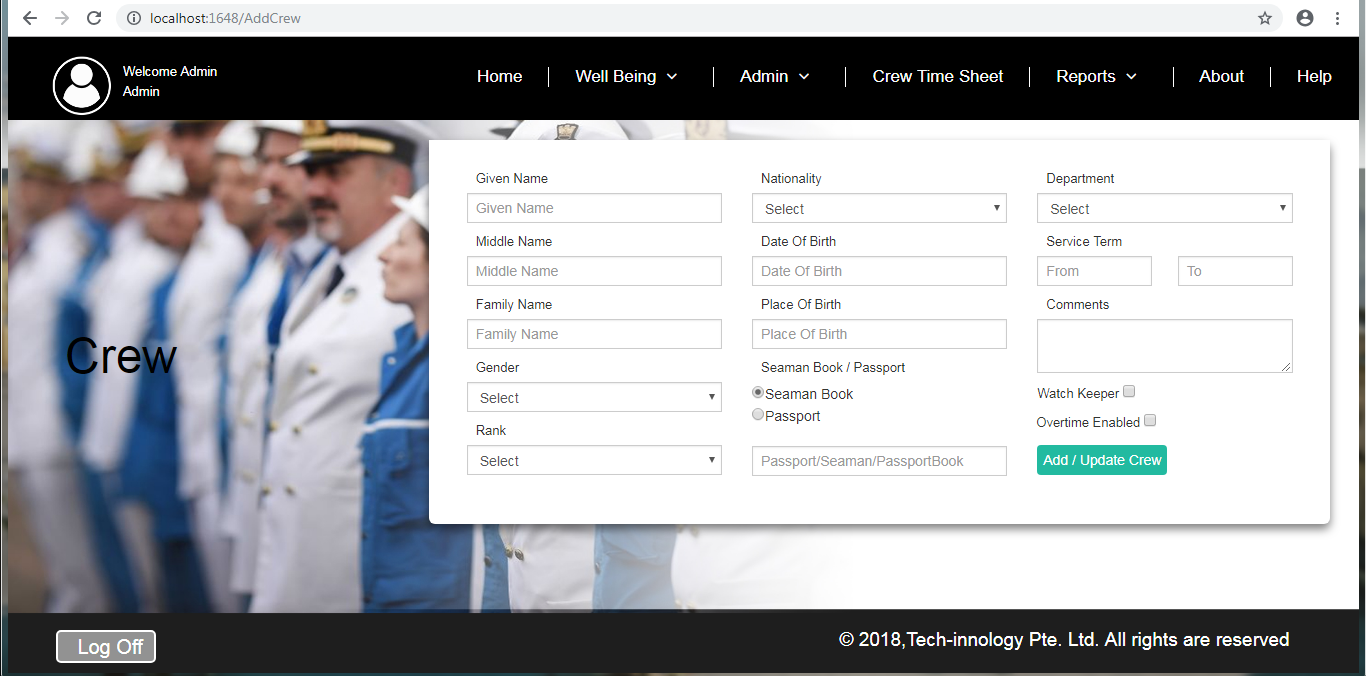 localhost:1648/AddCrew
Welcome Admin
Admin
Home
Well Being
Admin
Crew Time Sheet
Reports
About
Help
Crew
Given Name
Given Name
Middle Name
Middle Name
Family Name
Family Name
Gender
Select
Rank
Select
Nationality
Select
Date Of Birth
Date Of Birth
Place Of Birth
Place Of Birth
Seaman Book / Passport
Seaman Book
Passport
Passport/Seaman/PassportBook
Department
Select
Service Term
From To
Comments
Watch Keeper
Overtime Enabled
Add / Update Crew
Log Off
© 2018,Tech-innology Pte. Ltd. All rights are reserved